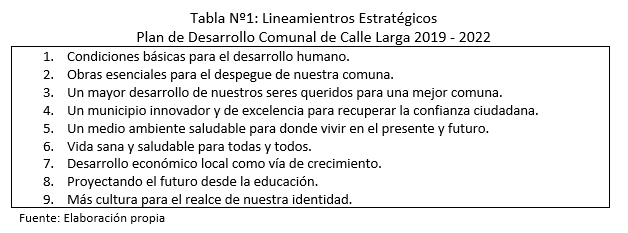 Tabla Nº1: Lineamientros Estratégicos
Plan de Desarrollo Comunal de Calle Larga 2019 - 2022
1. Condiciones básicas para el desarrollo humano.
2. Obras esenciales para el despegue de nuestra comuna.
3. Un mayor desarrollo de nuestros seres queridos para una mejor comuna.
4. Un municipio innovador y de excelencia para recuperar la confianza ciudadana.
5. Un medio ambiente saludable para donde vivir en el presente y futuro.
6. Vida sana y saludable para todas y todos.
7. Desarrollo económico local como vía de crecimiento.
8. Proyectando el futuro desde la educación.
9. Más cultura para el realce de nuestra identidad.
Fuente: Elaboración propia